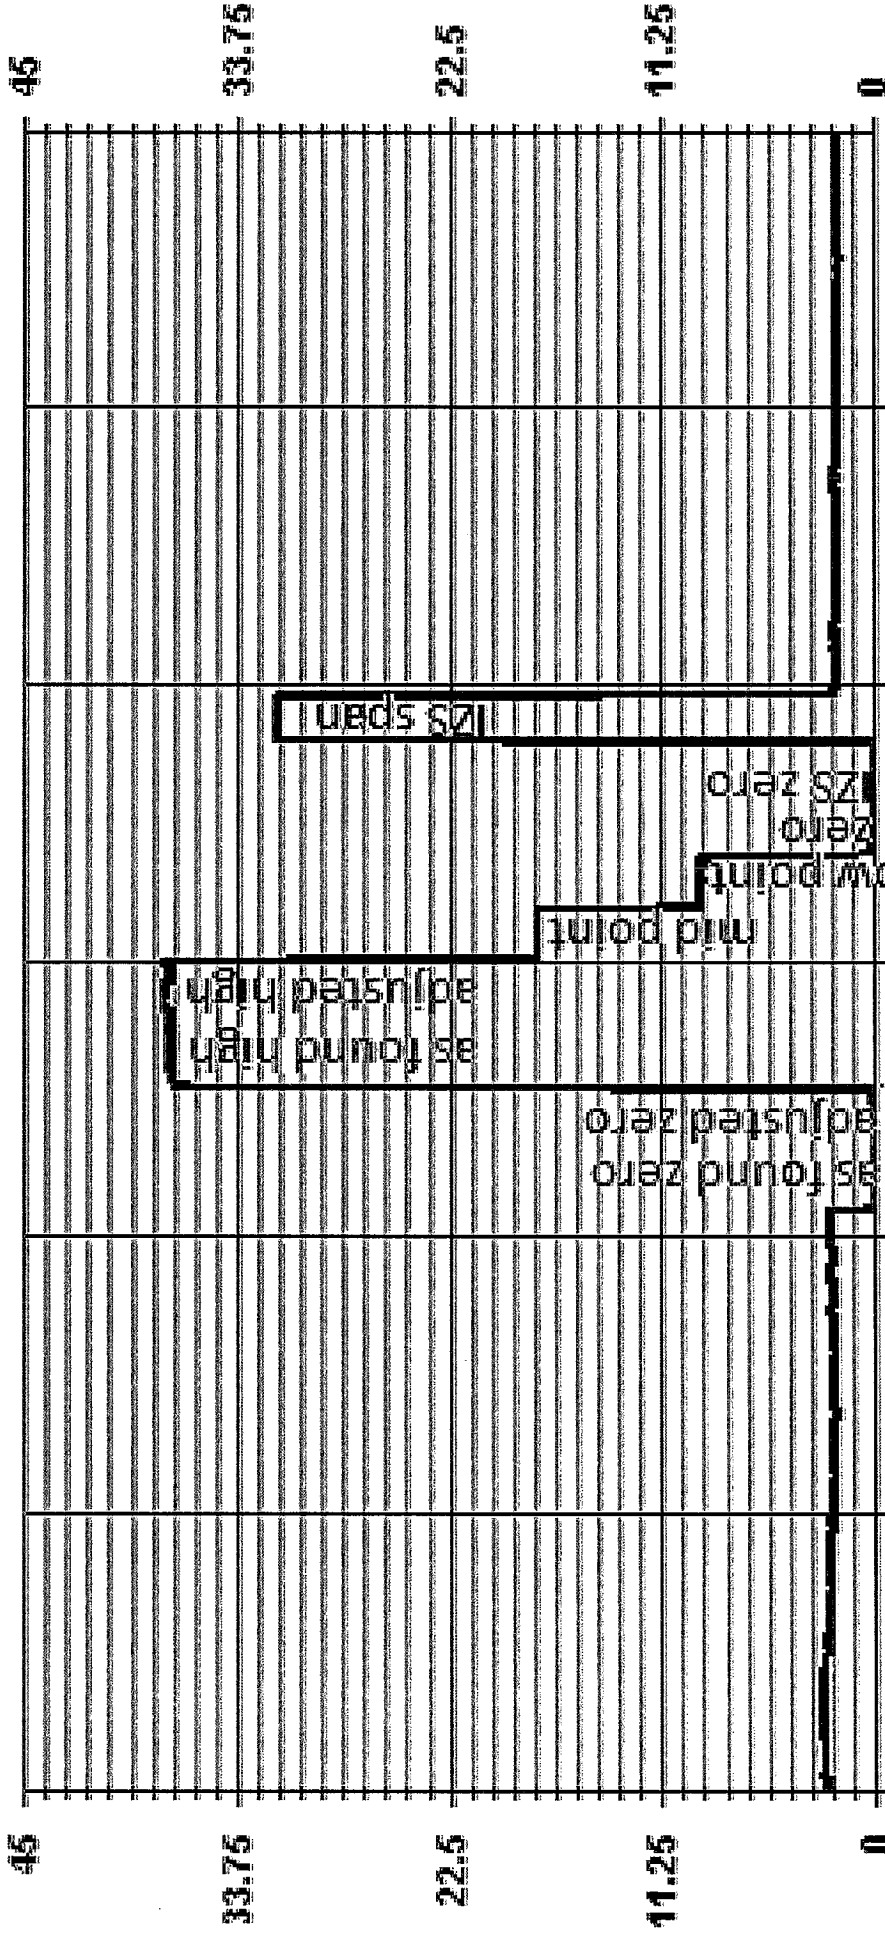 45
33.75
22.5
11.25
0
as found zero
adjusted zero
as found high
adjusted high
mid point
ow point
zero
IZS zero
IZS span
45
33.75
22.5
11.25
0